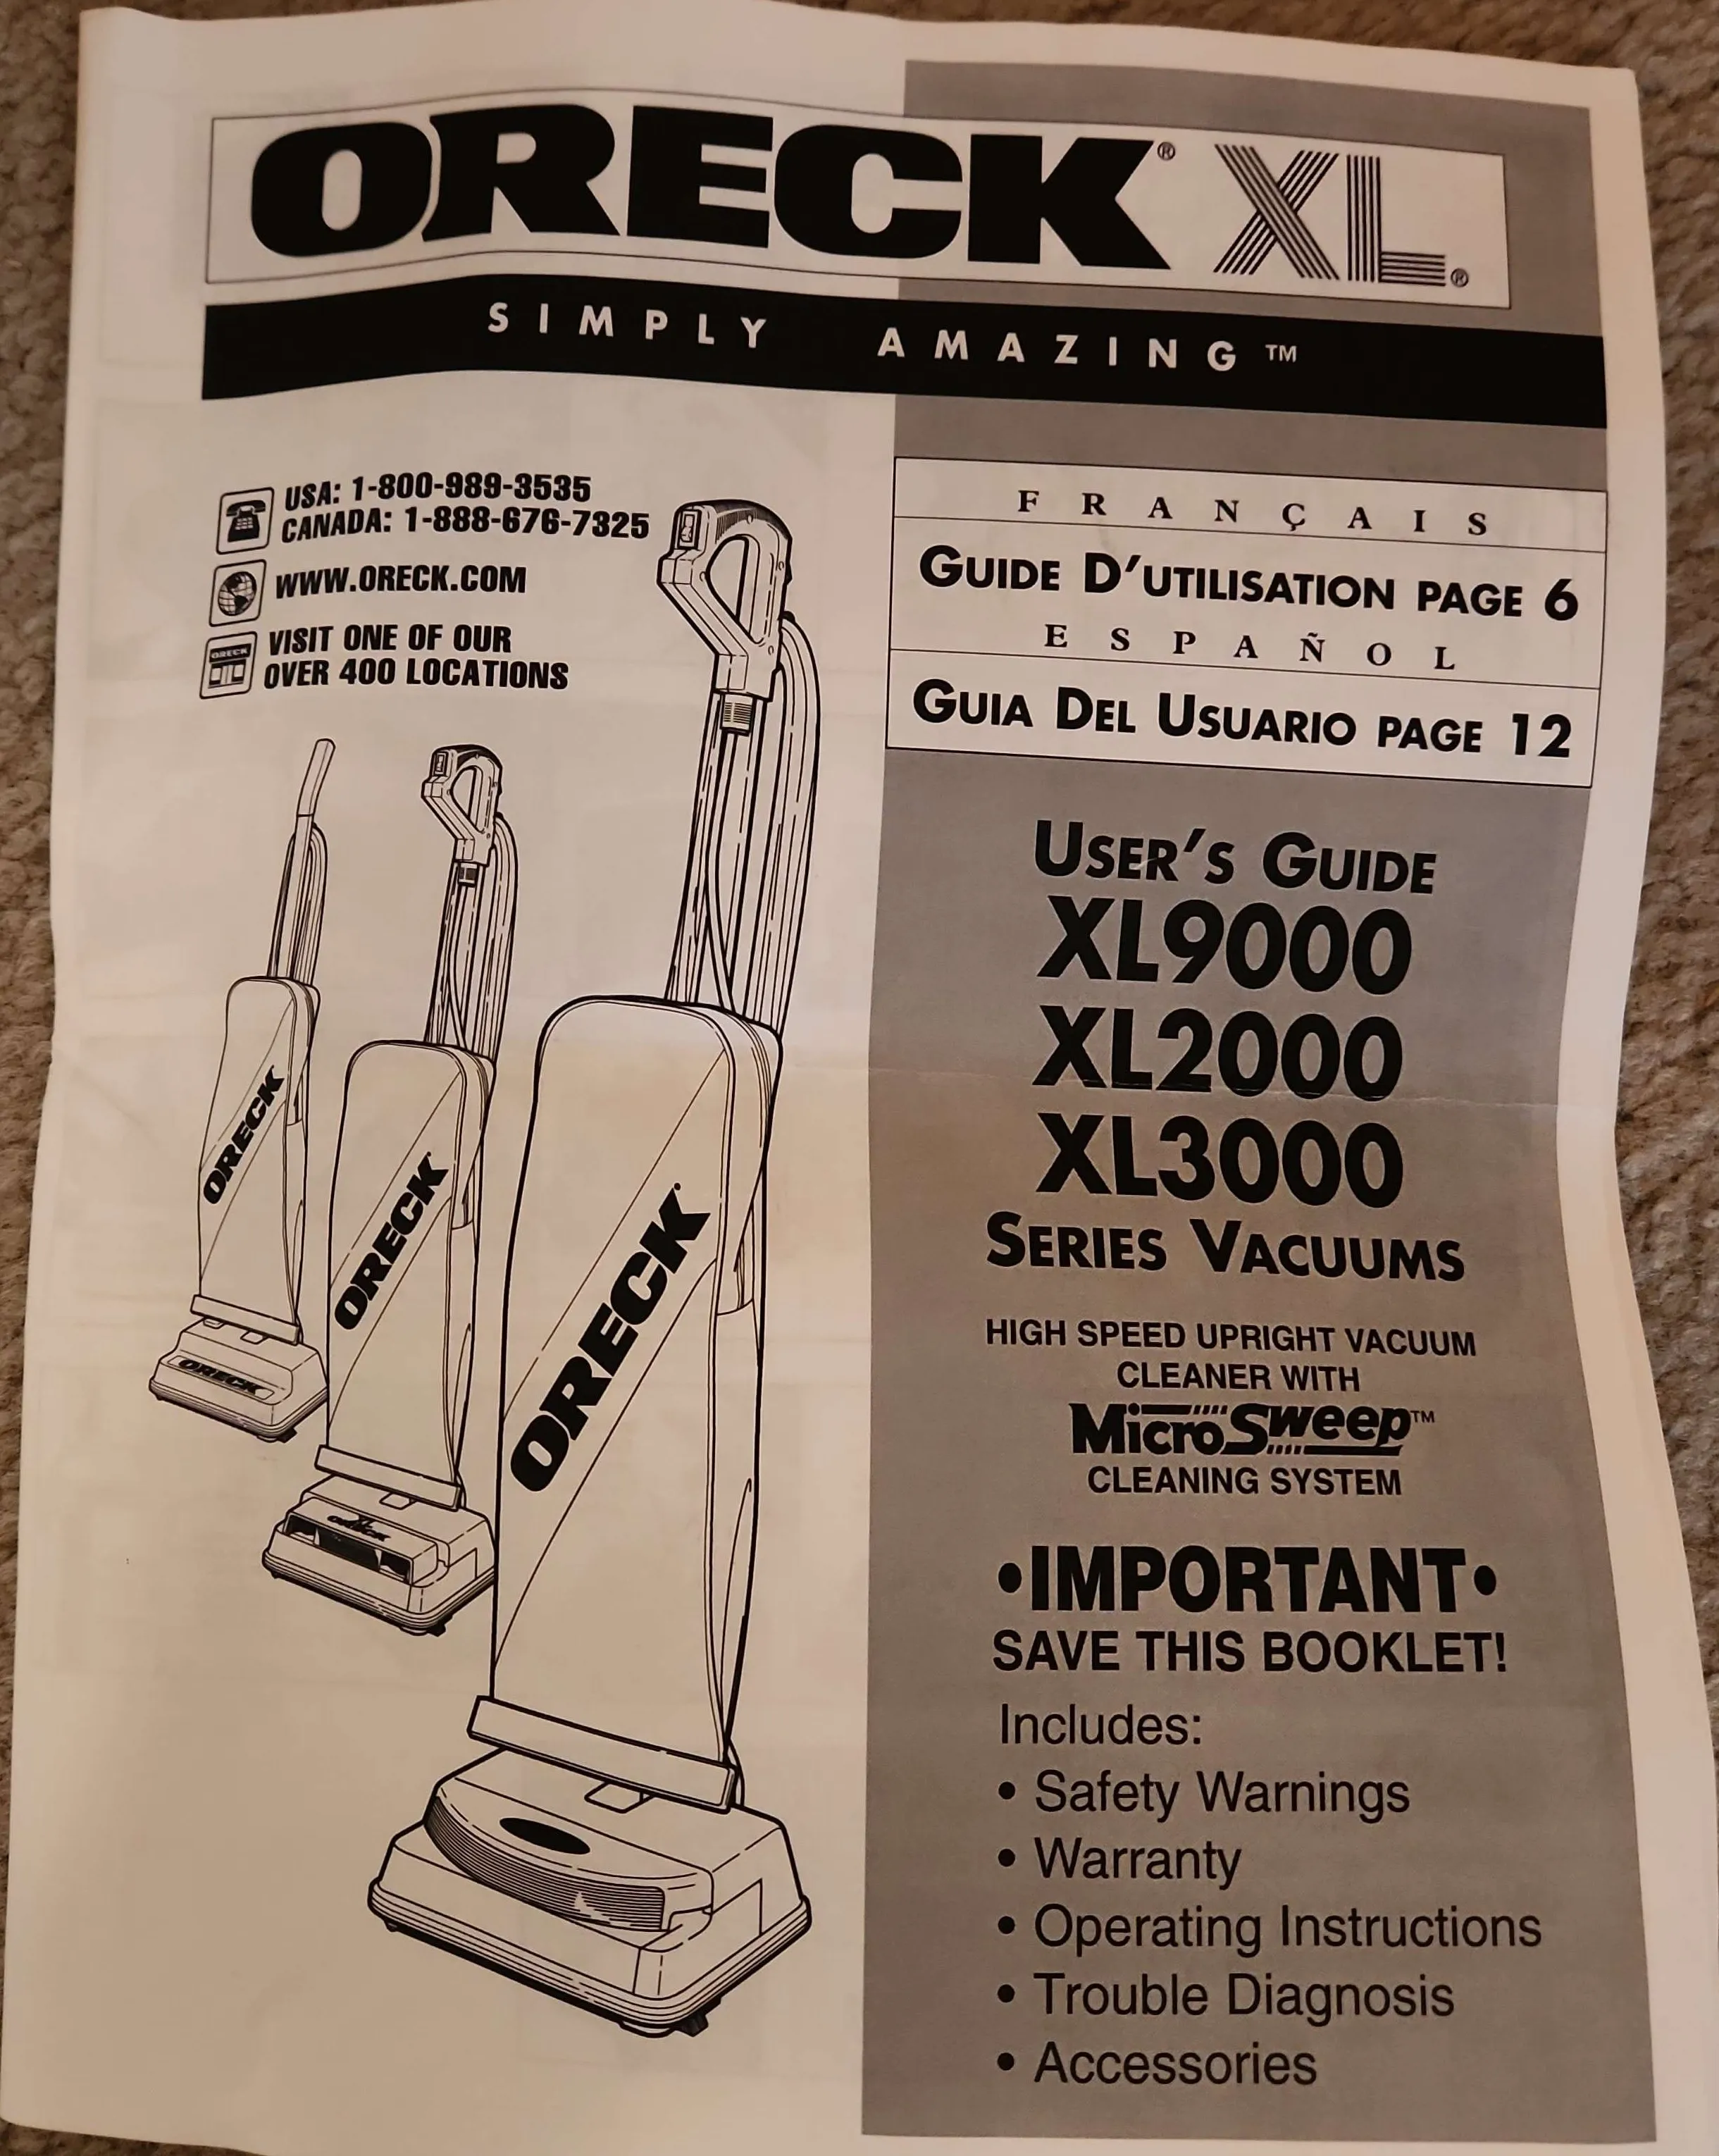 ORECK® XL®
SIMPLY AMAZING™
USA: 1-800-989-3535
CANADA: 1-888-676-7325
WWW.ORECK.COM
ORECK
VISIT ONE OF OUR
OVER 400 LOCATIONS
FRANÇAIS
GUIDE D'UTILISATION PAGE 6
ESPAÑOL
GUIA DEL USUARIO PAGE 12
ORECK
ORECK
ORECK
ORECK
XL
ORECK
USER'S GUIDE
XL9000
XL2000
XL3000
SERIES VACUUMS
HIGH SPEED UPRIGHT VACUUM
CLEANER WITH
MicroSweep™
CLEANING SYSTEM
•IMPORTANT•
SAVE THIS BOOKLET!
Includes:
• Safety Warnings
• Warranty
• Operating Instructions
• Trouble Diagnosis
• Accessories